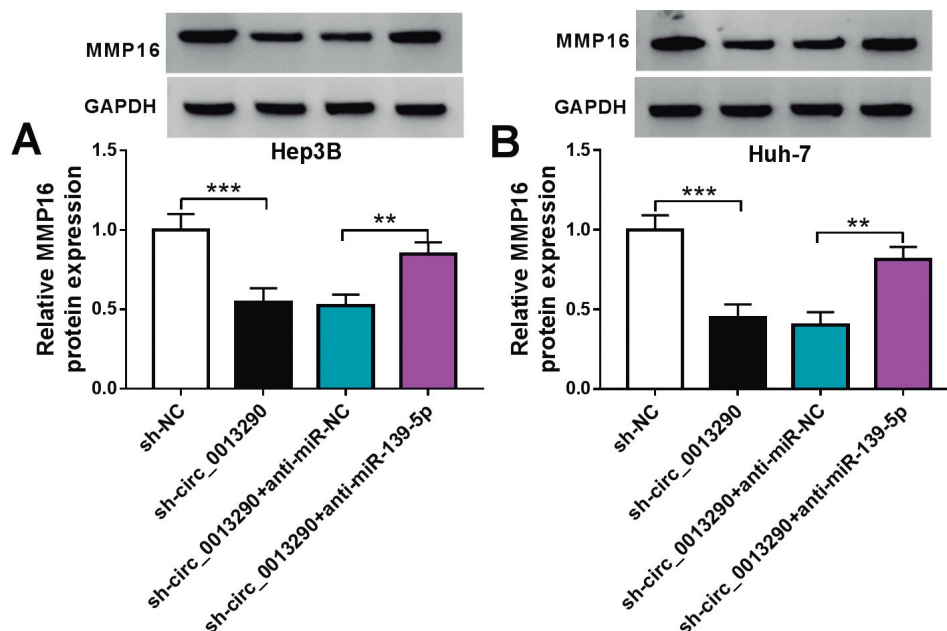 MMP16
GAPDH
A
Hep3B
Relative MMP16
protein expression
1.5
1.0
0.5
0.0
***
**
sh-NC
sh-circ_0013290
sh-circ_0013290+anti-miR-NC
sh-circ_0013290+anti-miR-139-5p
MMP16
GAPDH
B
Huh-7
Relative MMP16
protein expression
1.5
1.0
0.5
0.0
***
**
sh-NC
sh-circ_0013290
sh-circ_0013290+anti-miR-NC
sh-circ_0013290+anti-miR-139-5p